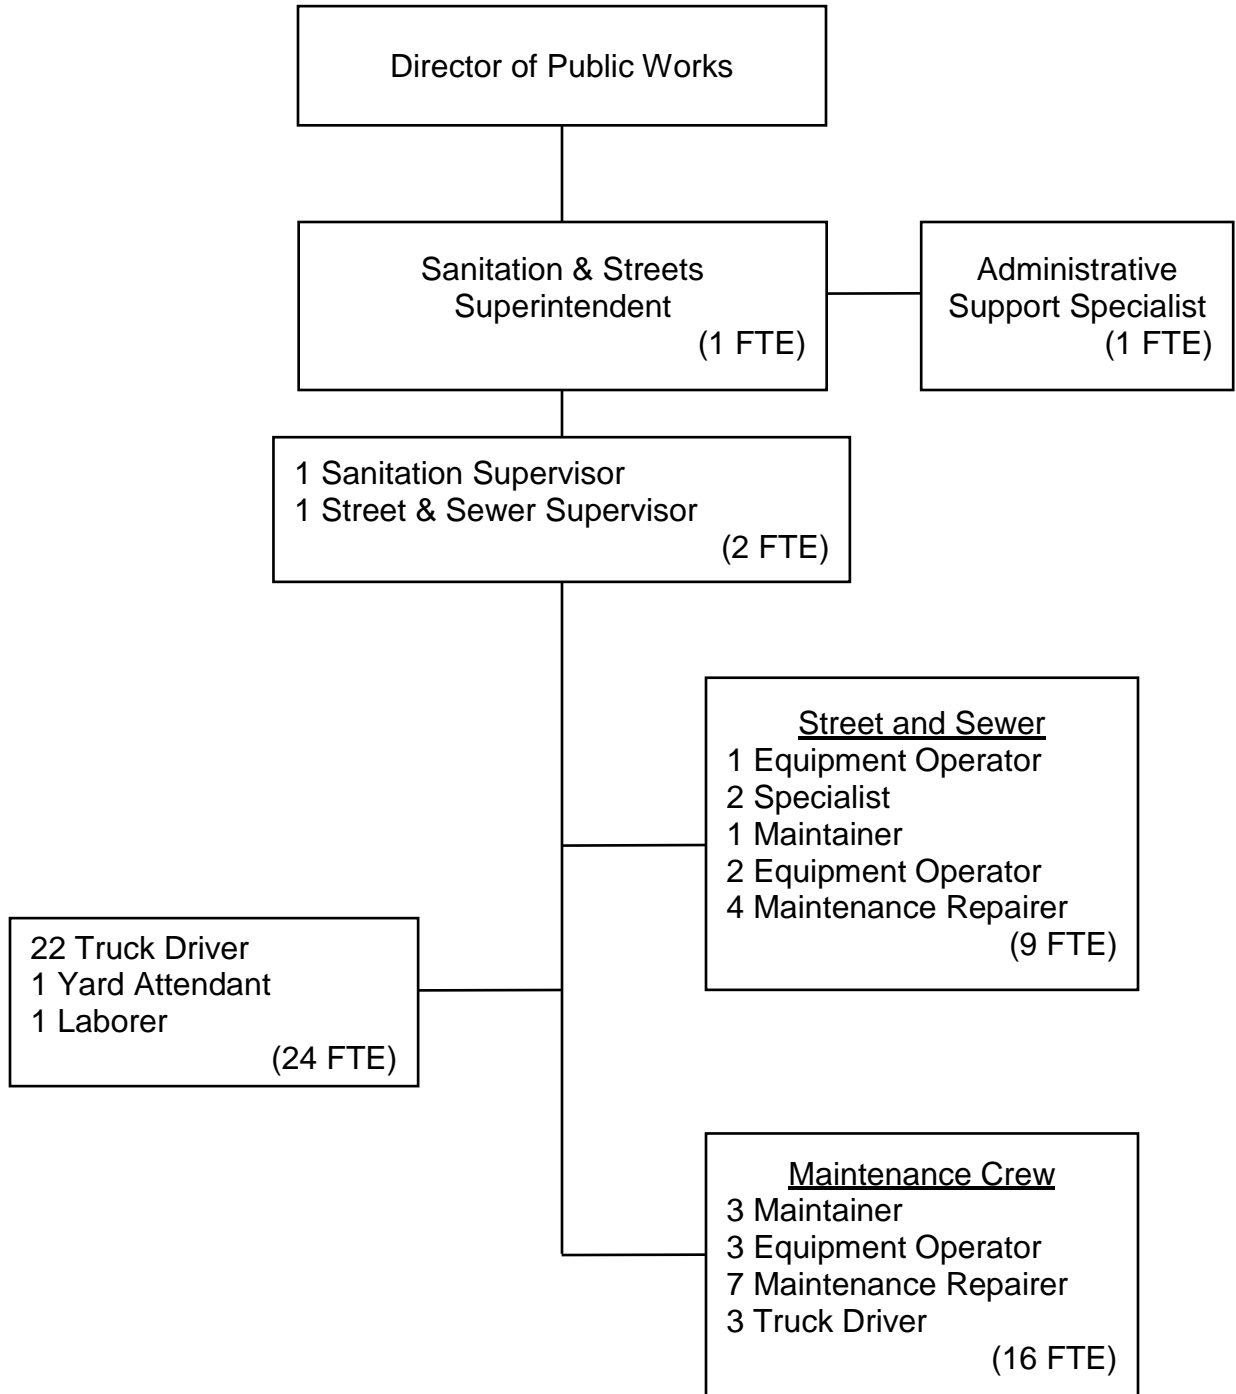 Director of Public Works
Sanitation & Streets
Superintendent
(1 FTE)
Administrative
Support Specialist
(1 FTE)
1 Sanitation Supervisor
1 Street & Sewer Supervisor
(2 FTE)
Street and Sewer
1 Equipment Operator
2 Specialist
1 Maintainer
2 Equipment Operator
4 Maintenance Repairer
(9 FTE)
22 Truck Driver
1 Yard Attendant
1 Laborer
(24 FTE)
Maintenance Crew
3 Maintainer
3 Equipment Operator
7 Maintenance Repairer
3 Truck Driver
(16 FTE)